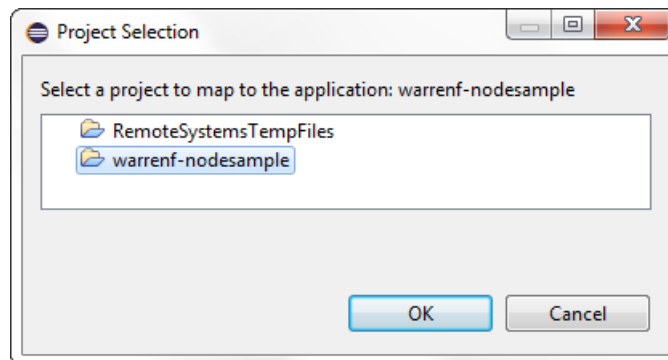 Project Selection
Select a project to map to the application: warrenf-nodesample
RemoteSystemsTempFiles
warrenf-nodesample
OK
Cancel